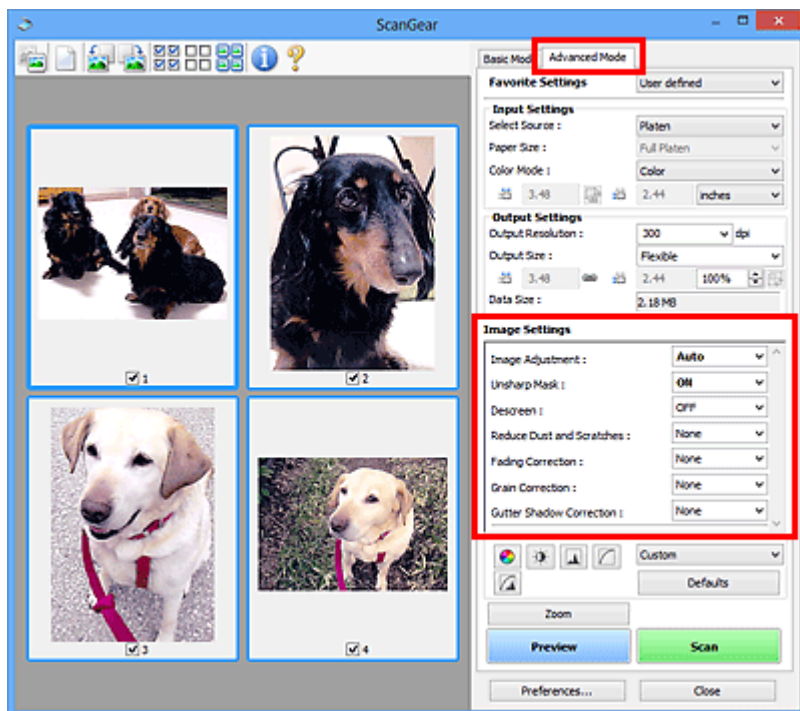 ScanGear
Basic Mode Advanced Mode
Favorite Settings User defined
Input Settings
Select Source : Platen
Paper Size : Full Platen
Color Mode : Color
3.48 2.44 inches
Output Settings
Output Resolution : 300 dpi
Output Size : Flexible
3.48 2.44 100%
Data Size : 2.18 MB
Image Settings
Image Adjustment : Auto
Unsharp Mask : ON
Descreen : OFF
Reduce Dust and Scratches : None
Fading Correction : None
Grain Correction : None
Gutter Shadow Correction : None
1
2
3
4
Custom
Defaults
Zoom
Preview Scan
Preferences... Close